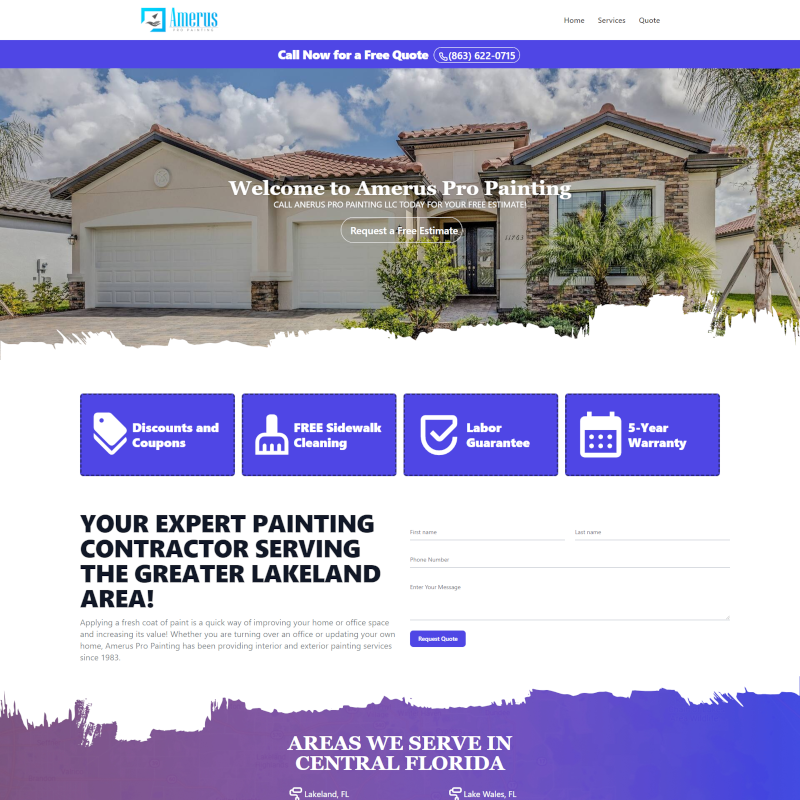 Amerus
PRO PAINTING
Home Services Quote
Call Now for a Free Quote (863) 622-0715
Welcome to Amerus Pro Painting
CALL ANERUS PRO PAINTING LLC TODAY FOR YOUR FREE ESTIMATE!
Request a Free Estimate
11763
Discounts and
Coupons
FREE Sidewalk
Cleaning
Labor
Guarantee
5-Year
Warranty
YOUR EXPERT PAINTING
CONTRACTOR SERVING
THE GREATER LAKELAND
AREA!
Applying a fresh coat of paint is a quick way of improving your home or office space
and increasing its value! Whether you are turning over an office or updating your own
home, Amerus Pro Painting has been providing interior and exterior painting services
since 1983.
First name
Last name
Phone Number
Enter Your Message
Request Quote
AREAS WE SERVE IN
CENTRAL FLORIDA
Lakeland, FL
Lake Wales, FL